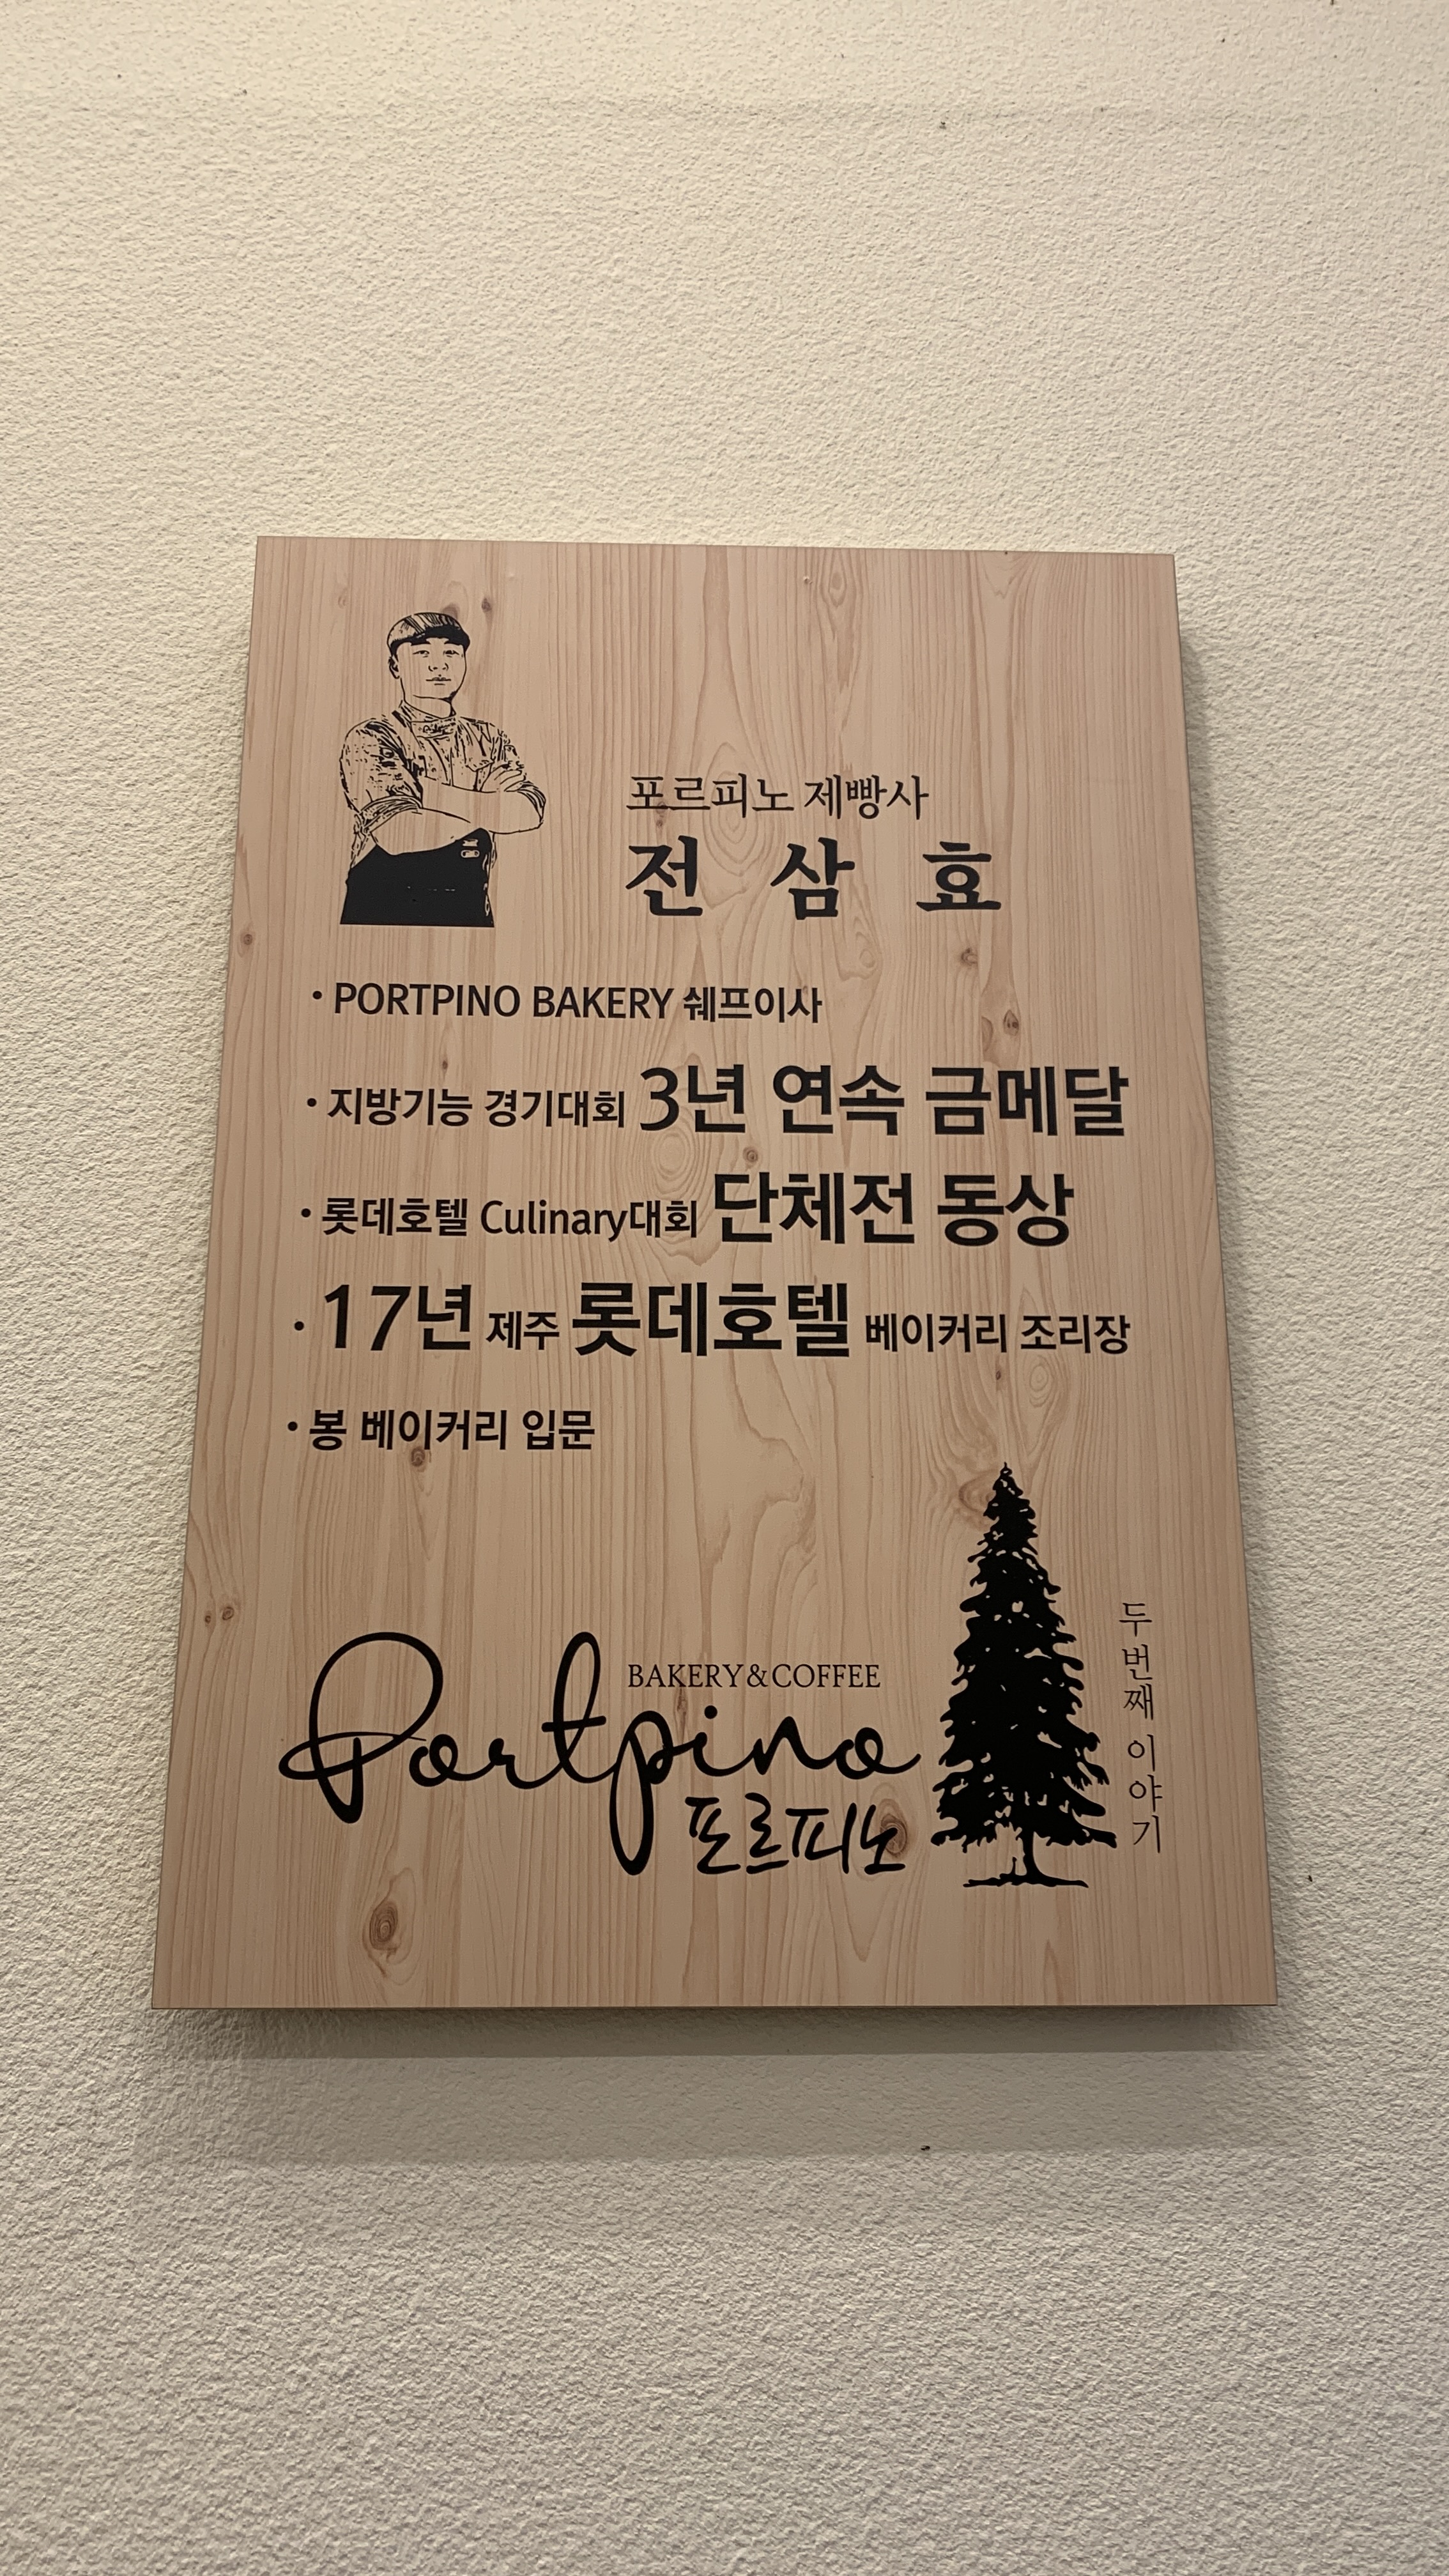 포르피노 제빵사
전 삼 효
· PORTPINO BAKERY 쉐프이사
· 지방기능 경기대회 3년 연속 금메달
· 롯데호텔 Culinary대회 단체전 동상
· 17년 제주 롯데호텔 베이커리 조리장
· 봉 베이커리 입문
BAKERY & COFFEE
Portpino
포르피노
두번째 이야기